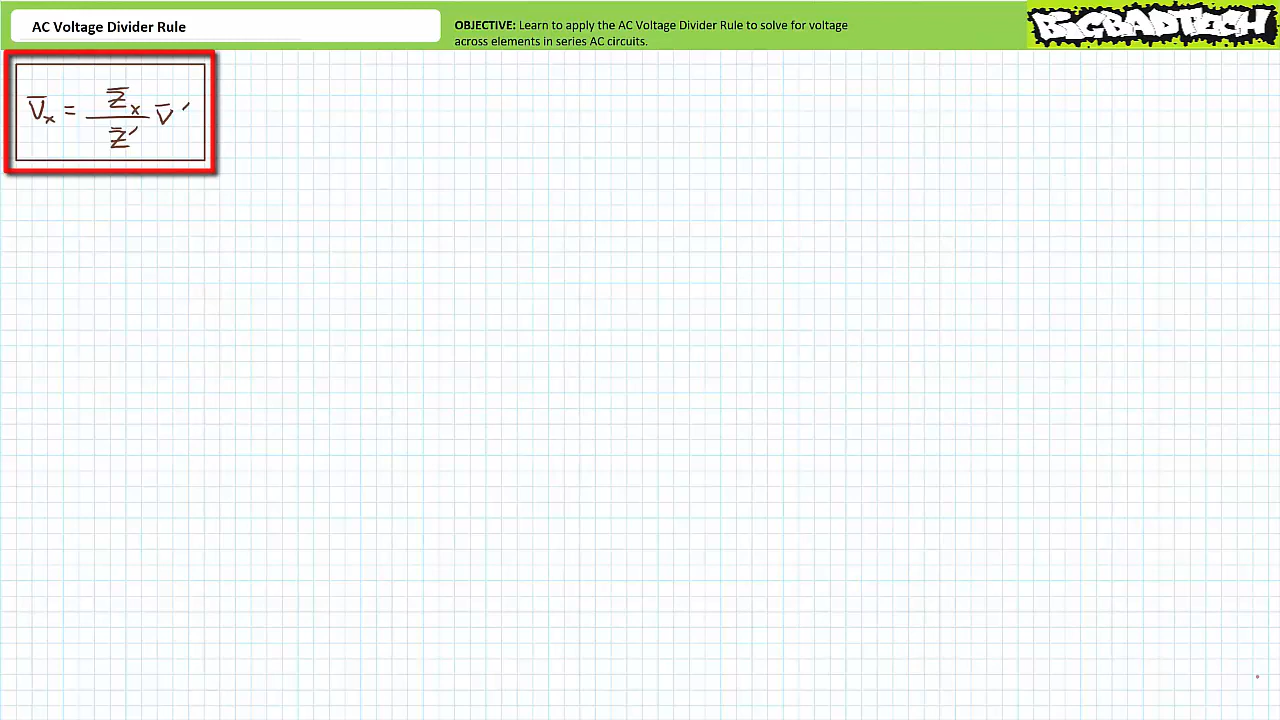 AC Voltage Divider Rule
OBJECTIVE: Learn to apply the AC Voltage Divider Rule to solve for voltage
across elements in series AC circuits.
BIGBADTECH
V̅ₓ = Z̅ₓ / Z̅′ V̅′